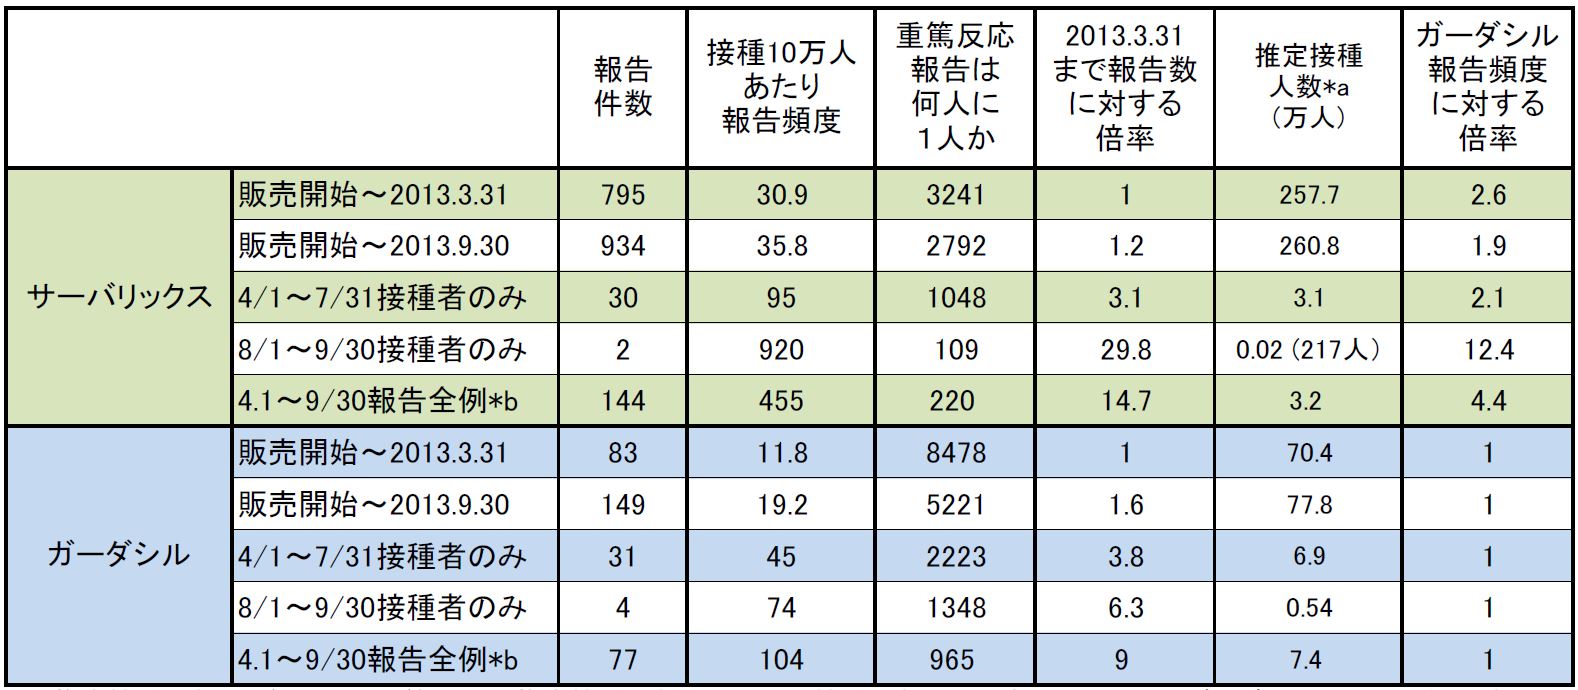 報告件数 接種10万人あたり報告頻度 重篤反応報告は何人に1人か 2013.3.31まで報告数に対する倍率 推定接種人数*a(万人) ガーダシル報告頻度に対する倍率
サーバリックス
販売開始～2013.3.31 795 30.9 3241 1 257.7 2.6
販売開始～2013.9.30 934 35.8 2792 1.2 260.8 1.9
4/1～7/31接種者のみ 30 95 1048 3.1 3.1 2.1
8/1～9/30接種者のみ 2 920 109 29.8 0.02 (217人) 12.4
4.1～9/30報告全例*b 144 455 220 14.7 3.2 4.4
ガーダシル
販売開始～2013.3.31 83 11.8 8478 1 70.4 1
販売開始～2013.9.30 149 19.2 5221 1.6 77.8 1
4/1～7/31接種者のみ 31 45 2223 3.8 6.9 1
8/1～9/30接種者のみ 4 74 1348 6.3 0.54 1
4.1～9/30報告全例*b 77 104 965 9 7.4 1